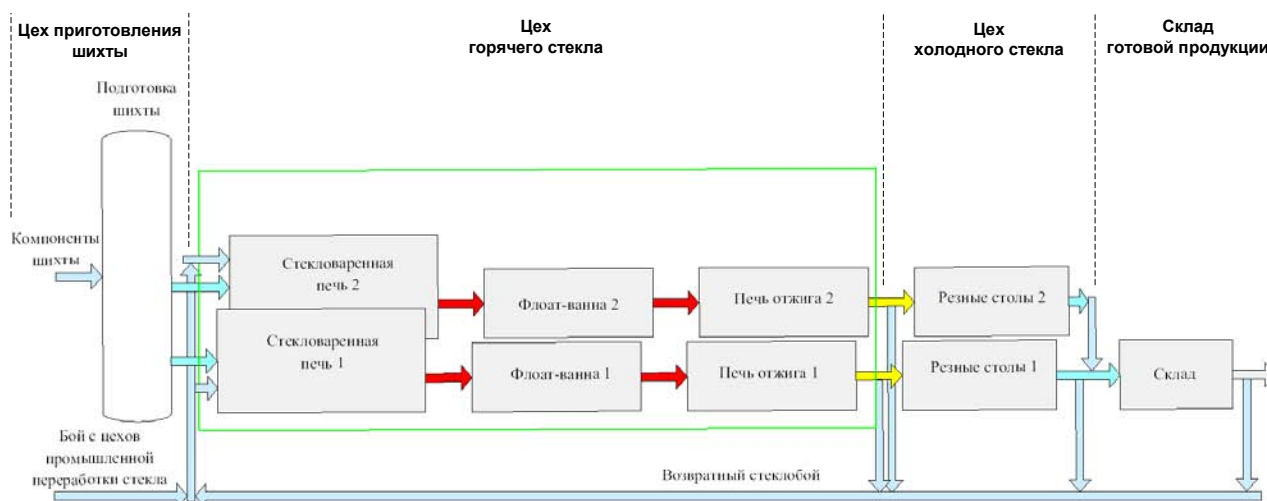 Цех приготовления
шихты
Цех
горячего стекла
Цех
холодного стекла
Склад
готовой продукции
Подготовка
шихты
Компоненты
шихты
Стекловаренная
печь 2
Флоат-ванна 2
Печь отжига 2
Резные столы 2
Стекловаренная
печь 1
Флоат-ванна 1
Печь отжига 1
Резные столы 1
Склад
Бой с цехов
промышленной
переработки стекла
Возвратный стеклобой